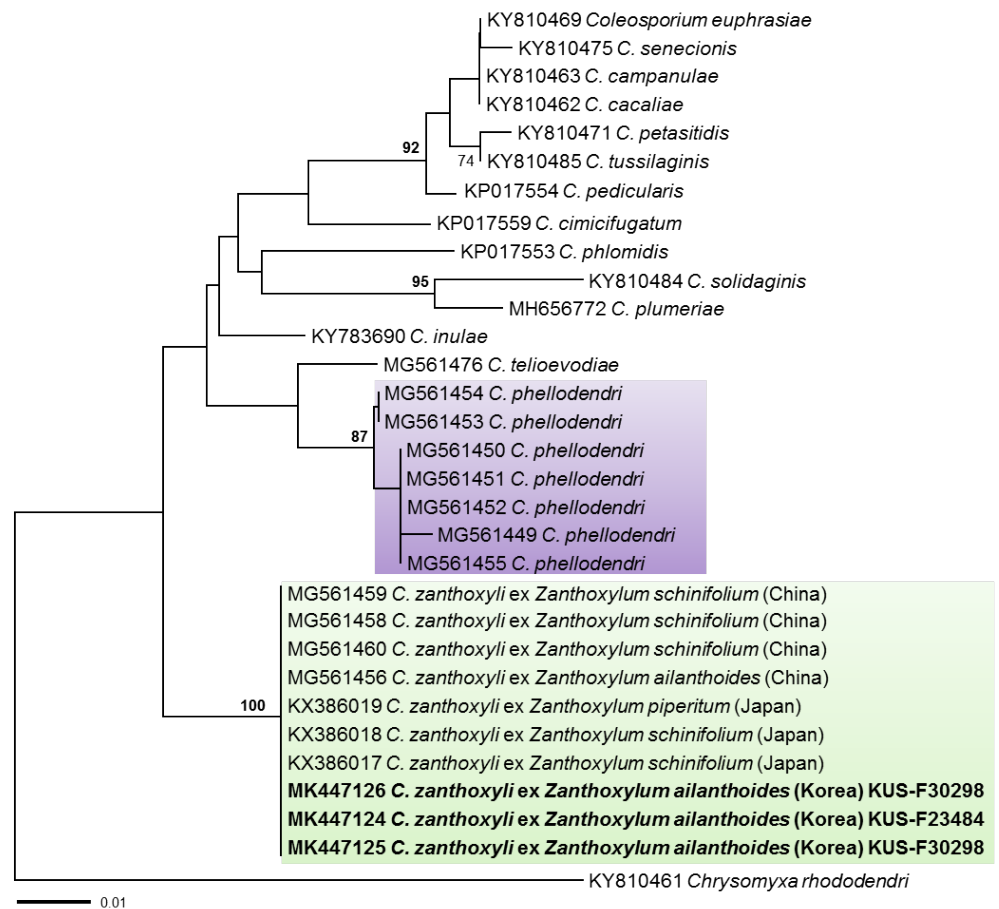 KY810469 Coleosporium euphrasiae
KY810475 C. senecionis
KY810463 C. campanulae
KY810462 C. cacaliae
92
KY810471 C. petasitidis
74
KY810485 C. tussilaginis
KP017554 C. pedicularis
KP017559 C. cimicifugatum
KP017553 C. phlomidis
95
KY810484 C. solidaginis
MH656772 C. plumeriae
KY783690 C. inulae
MG561476 C. telioevodiae
MG561454 C. phellodendri
MG561453 C. phellodendri
87
MG561450 C. phellodendri
MG561451 C. phellodendri
MG561452 C. phellodendri
MG561449 C. phellodendri
MG561455 C. phellodendri
MG561459 C. zanthoxyli ex Zanthoxylum schinifolium (China)
MG561458 C. zanthoxyli ex Zanthoxylum schinifolium (China)
MG561460 C. zanthoxyli ex Zanthoxylum schinifolium (China)
MG561456 C. zanthoxyli ex Zanthoxylum ailanthoides (China)
100
KX386019 C. zanthoxyli ex Zanthoxylum piperitum (Japan)
KX386018 C. zanthoxyli ex Zanthoxylum schinifolium (Japan)
KX386017 C. zanthoxyli ex Zanthoxylum schinifolium (Japan)
MK447126 C. zanthoxyli ex Zanthoxylum ailanthoides (Korea) KUS-F30298
MK447124 C. zanthoxyli ex Zanthoxylum ailanthoides (Korea) KUS-F23484
MK447125 C. zanthoxyli ex Zanthoxylum ailanthoides (Korea) KUS-F30298
KY810461 Chrysomyxa rhododendri
0.01